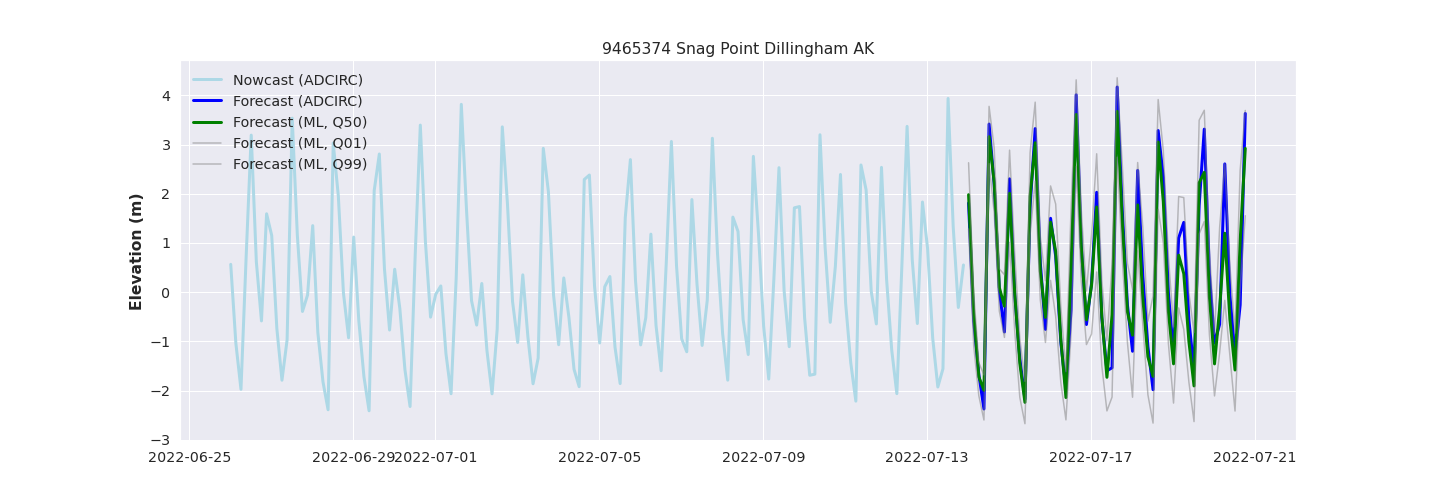 9465374 Snag Point Dillingham AK
Nowcast (ADCIRC)
Forecast (ADCIRC)
Forecast (ML, Q50)
Forecast (ML, Q01)
Forecast (ML, Q99)
Elevation (m)
4
3
2
1
0
−1
−2
−3
2022-06-25
2022-06-29
2022-07-01
2022-07-05
2022-07-09
2022-07-13
2022-07-17
2022-07-21